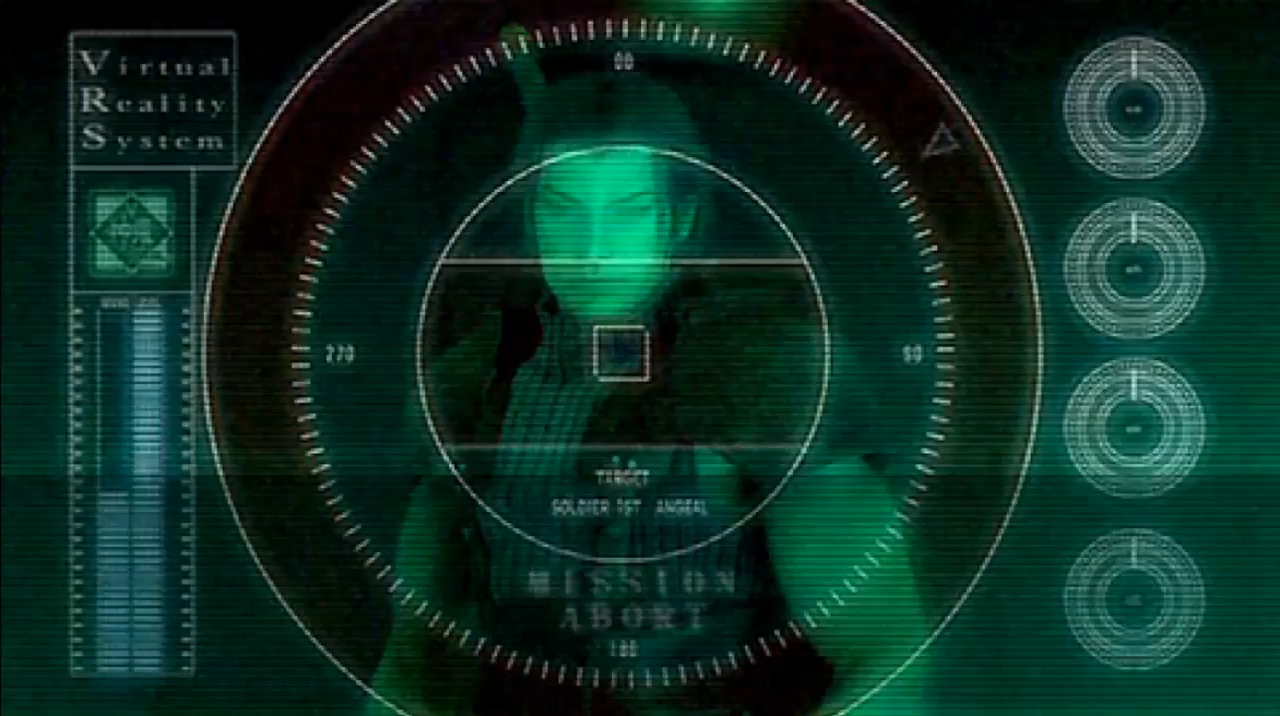 Virtual
Reality
System
00
270
90
TARGET
SOLDIER 1ST ANGEAL
MISSION
ABORT
180